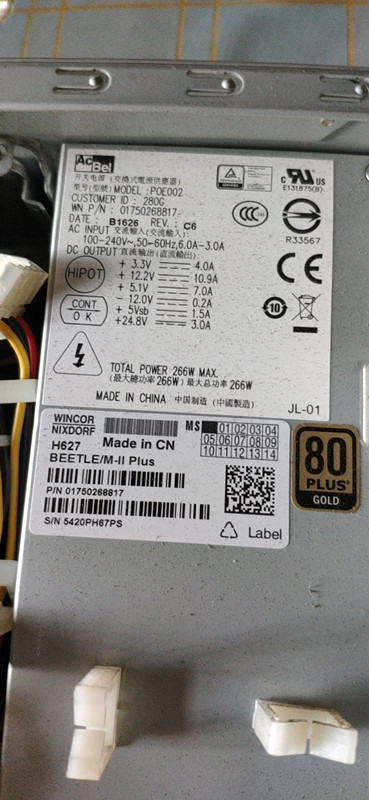 AcBel
开关电源 (交換式電源供應器)
型号(型號) MODEL : POE002
CUSTOMER ID : 280G
WN P/N : 01750268817
DATE : B1626 REV. : C6
AC INPUT 交流输入(交流輸入):
100-240V~,50-60Hz,6.0A-3.0A
DC OUTPUT 直流输出(直流輸出):
+ 3.3V 4.0A
+ 12.2V 10.9A
+ 5.1V 7.0A
- 12.0V 0.2A
+ 5Vsb 1.5A
+24.8V 3.0A
HIPOT
CONT
O K
c US
E131875(B)
R33567
CCC
CE
10
TOTAL POWER 266W MAX.
(最大總功率 266W) 最大总功率 266W
MADE IN CHINA 中国制造 (中國製造)
JL-01
WINCOR
NIXDORF
MS 01 02 03 04
05 06 07 08 09
10 11 12 13 14
H627 Made in CN
BEETLE/M-II Plus
P/N 01750268817
S/N 5420PH67PS
Label
80
PLUS
GOLD